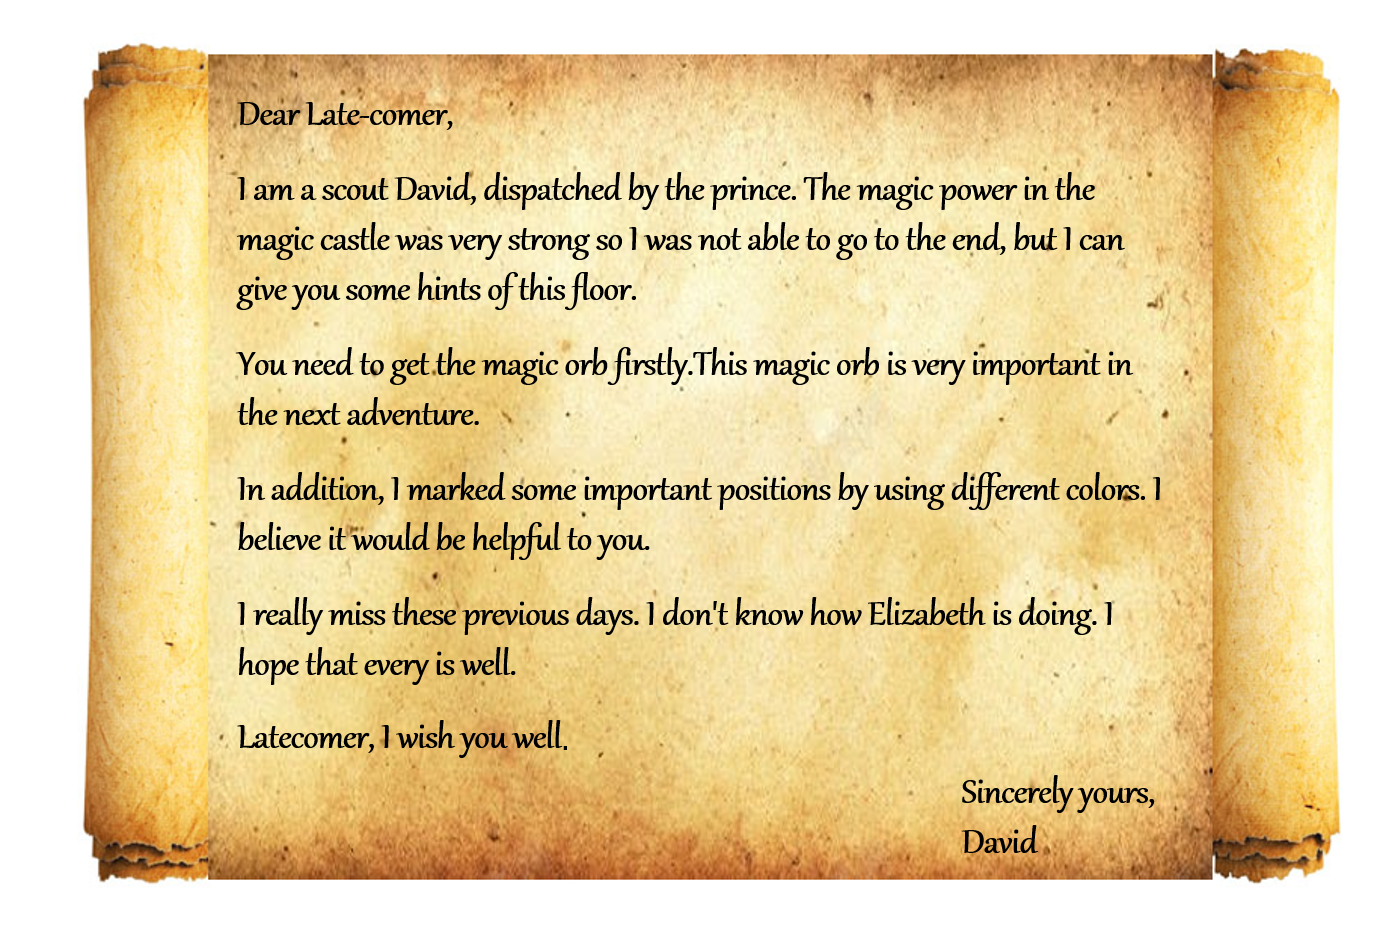 Dear Late-comer,
I am a scout David, dispatched by the prince. The magic power in the
magic castle was very strong so I was not able to go to the end, but I can
give you some hints of this floor.
You need to get the magic orb firstly.This magic orb is very important in
the next adventure.
In addition, I marked some important positions by using different colors. I
believe it would be helpful to you.
I really miss these previous days. I don't know how Elizabeth is doing. I
hope that every is well.
Latecomer, I wish you well.
Sincerely yours,
David